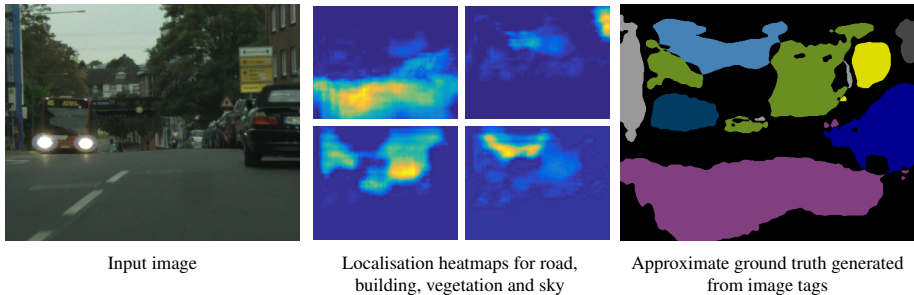 Input image
Localisation heatmaps for road,
building, vegetation and sky
Approximate ground truth generated
from image tags